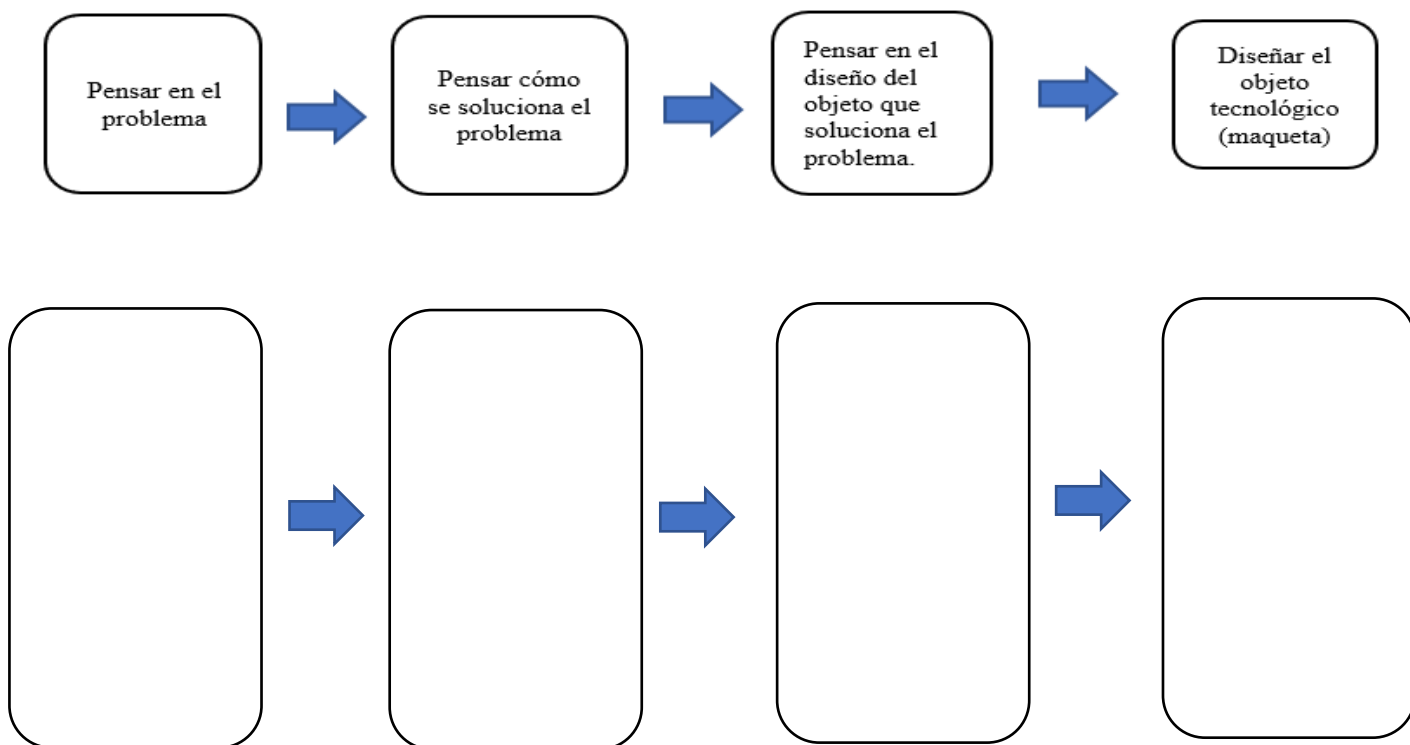 Pensar en el
problema
Pensar cómo
se soluciona el
problema
Pensar en el
diseño del
objeto que
soluciona el
problema.
Diseñar el
objeto
tecnológico
(maqueta)